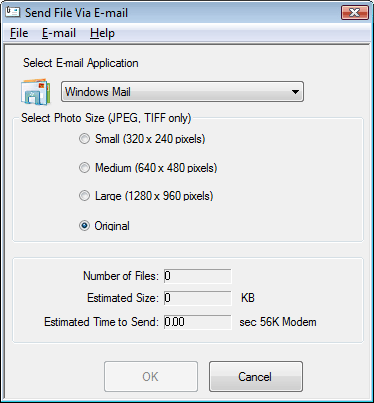 Send File Via E-mail
File E-mail Help
Select E-mail Application
Windows Mail
Select Photo Size (JPEG, TIFF only)
Small (320 x 240 pixels)
Medium (640 x 480 pixels)
Large (1280 x 960 pixels)
Original
Number of Files: 0
Estimated Size: 0 KB
Estimated Time to Send: 0.00 sec 56K Modem
OK Cancel